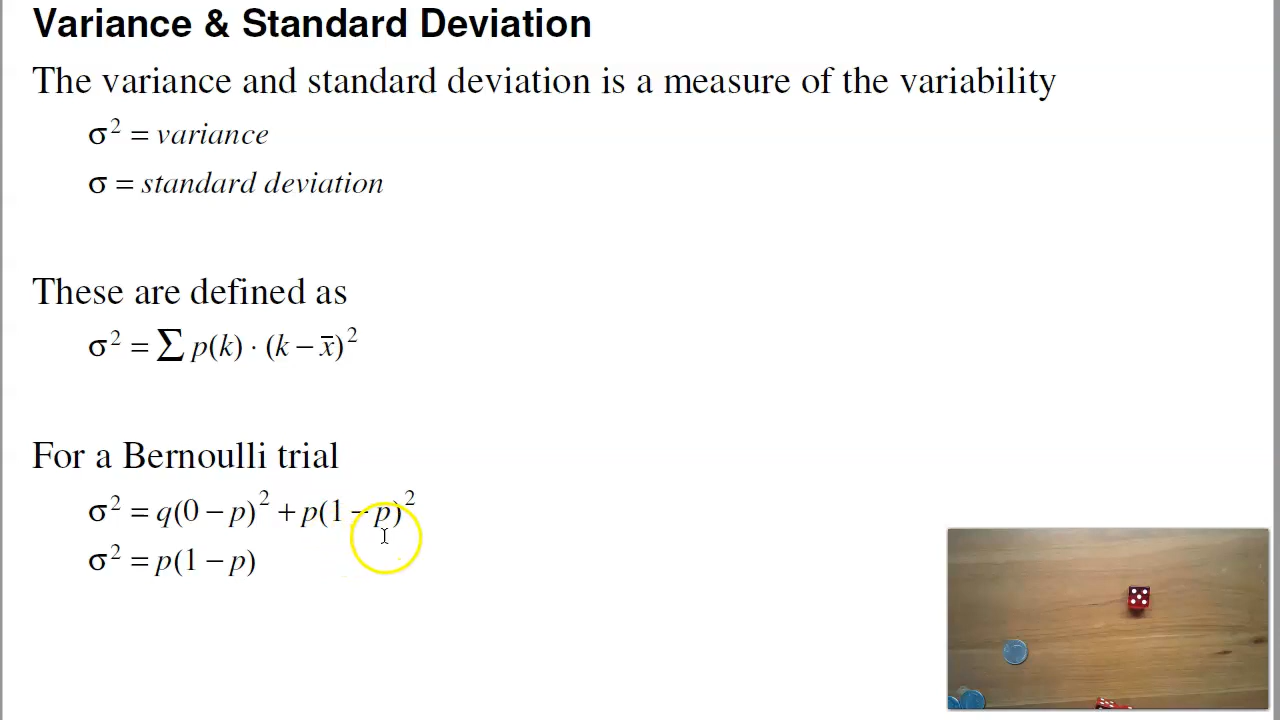 Variance & Standard Deviation
The variance and standard deviation is a measure of the variability
σ² = variance
σ = standard deviation
These are defined as
σ² = ∑ p(k) · (k − x̄)²
For a Bernoulli trial
σ² = q(0 − p)² + p(1 − p)²
σ² = p(1 − p)